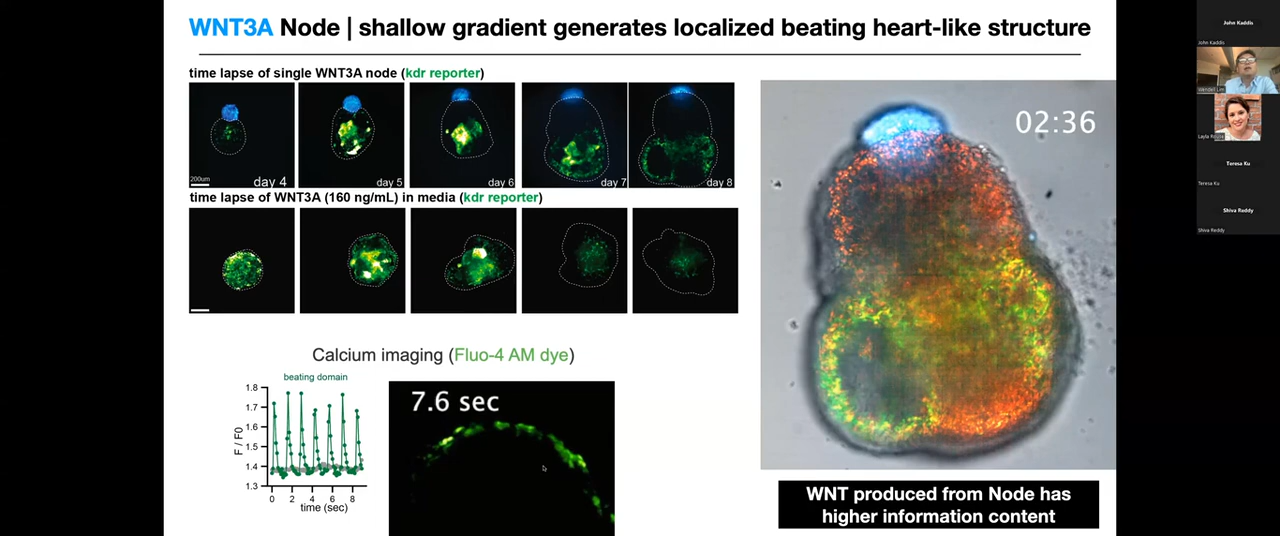 WNT3A Node | shallow gradient generates localized beating heart-like structure
time lapse of single WNT3A node (kdr reporter)
200um
day 4
day 5
day 6
day 7
day 8
time lapse of WNT3A (160 ng/mL) in media (kdr reporter)
Calcium imaging (Fluo-4 AM dye)
beating domain
1.8
1.7
1.6
1.5
1.4
1.3
F / F0
0 2 4 6 8
time (sec)
7.6 sec
02:36
WNT produced from Node has
higher information content
John Kaddis
John Kaddis
Wendell Lim
Teresa Ku
Teresa Ku
Shiva Reddy
Shiva Reddy